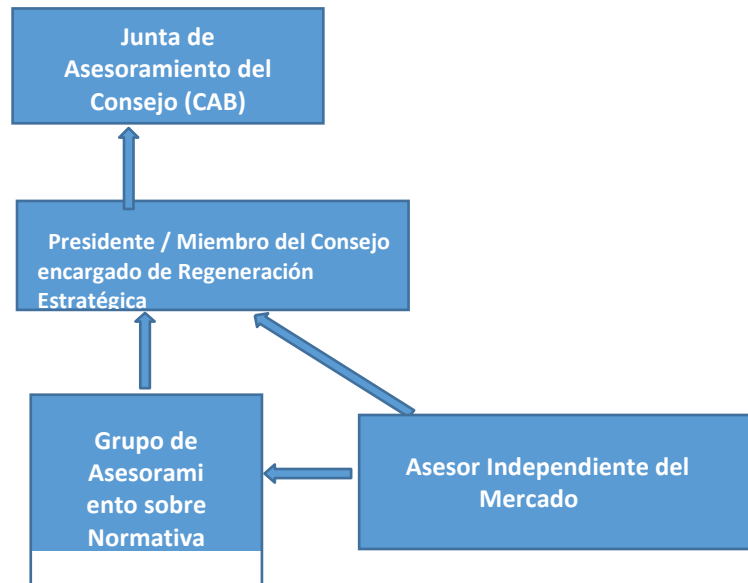 Junta de
Asesoramiento del
Consejo (CAB)
Presidente / Miembro del Consejo
encargado de Regeneración
Estratégica
Grupo de
Asesorami
ento sobre
Normativa
Asesor Independiente del
Mercado